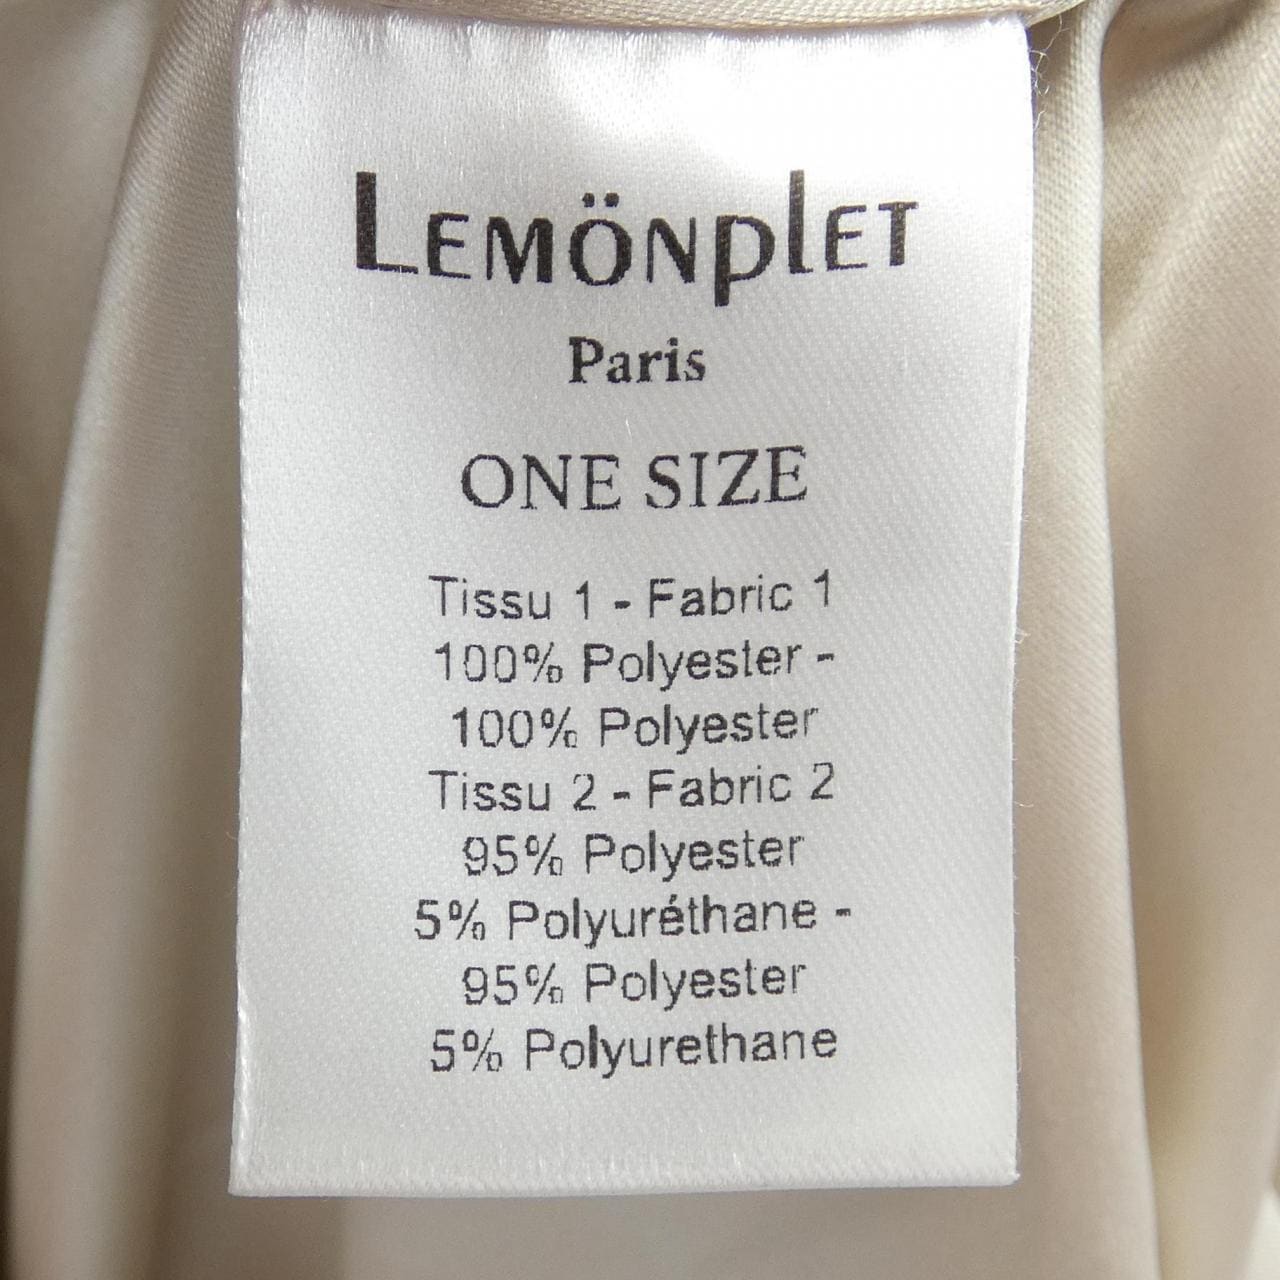 LEMÖNplET
Paris
ONE SIZE
Tissu 1 - Fabric 1
100% Polyester -
100% Polyester
Tissu 2 - Fabric 2
95% Polyester
5% Polyuréthane -
95% Polyester
5% Polyurethane